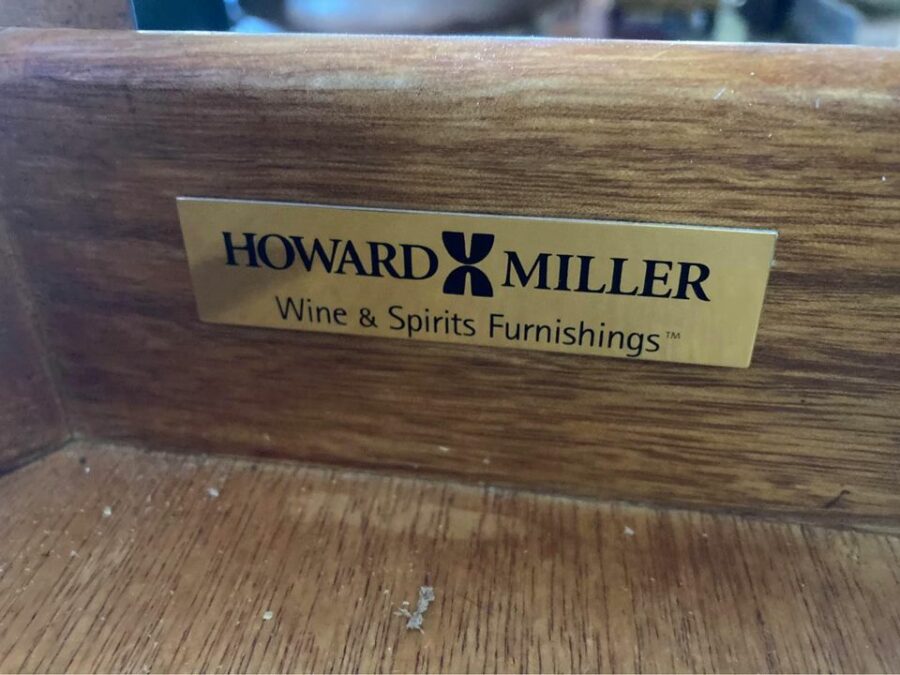 HOWARD MILLER
Wine & Spirits Furnishings™